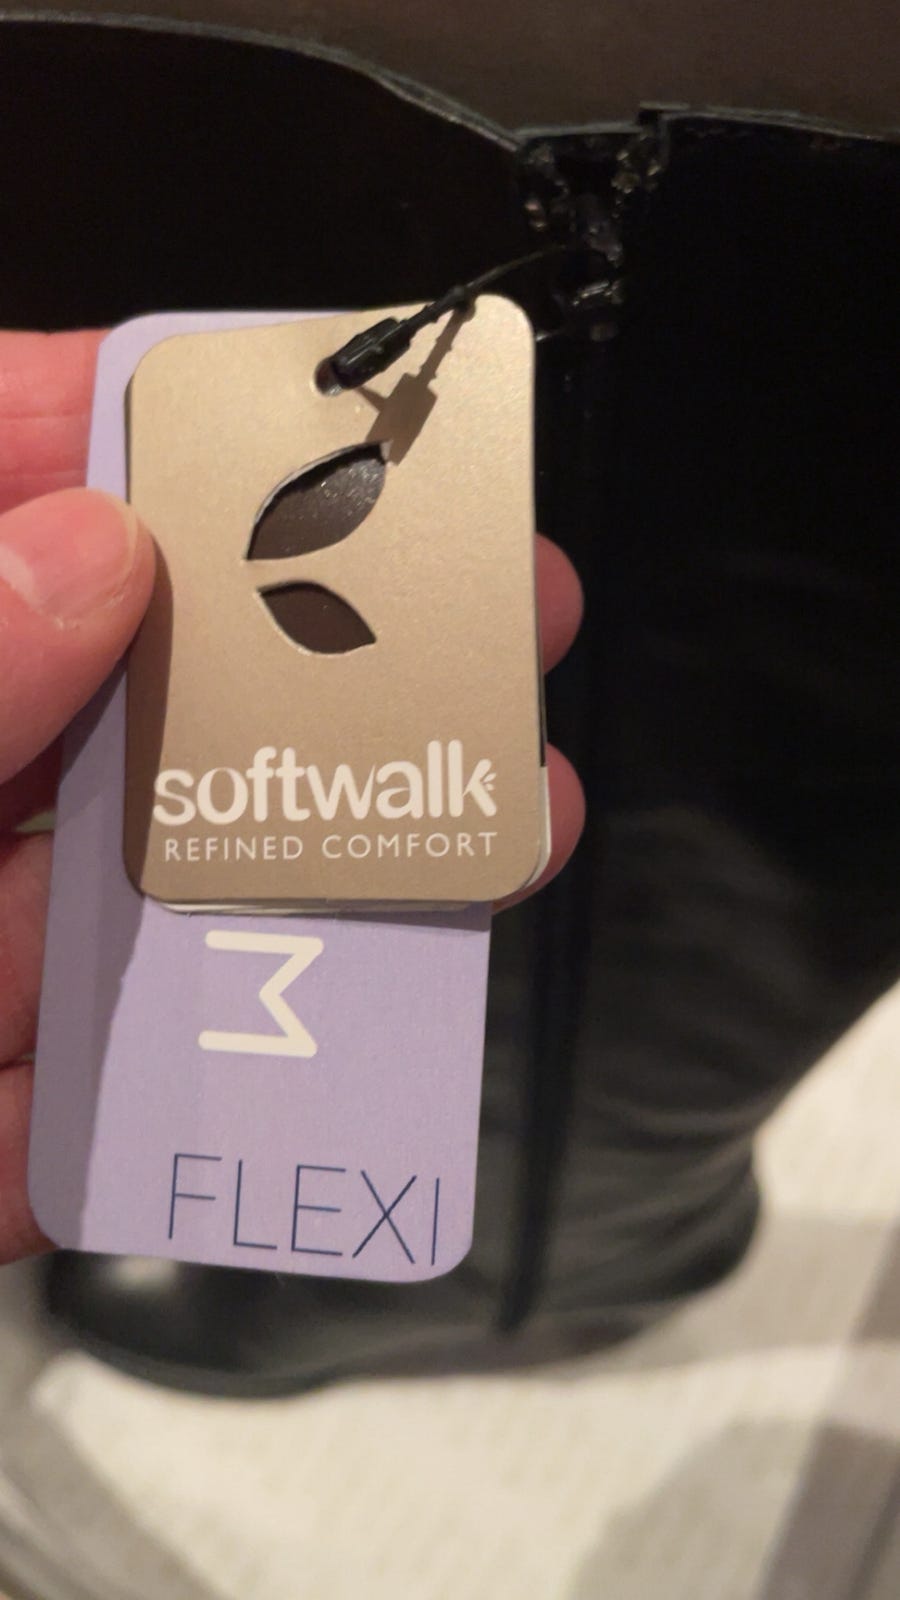 softwalk
REFINED COMFORT
M
FLEXI